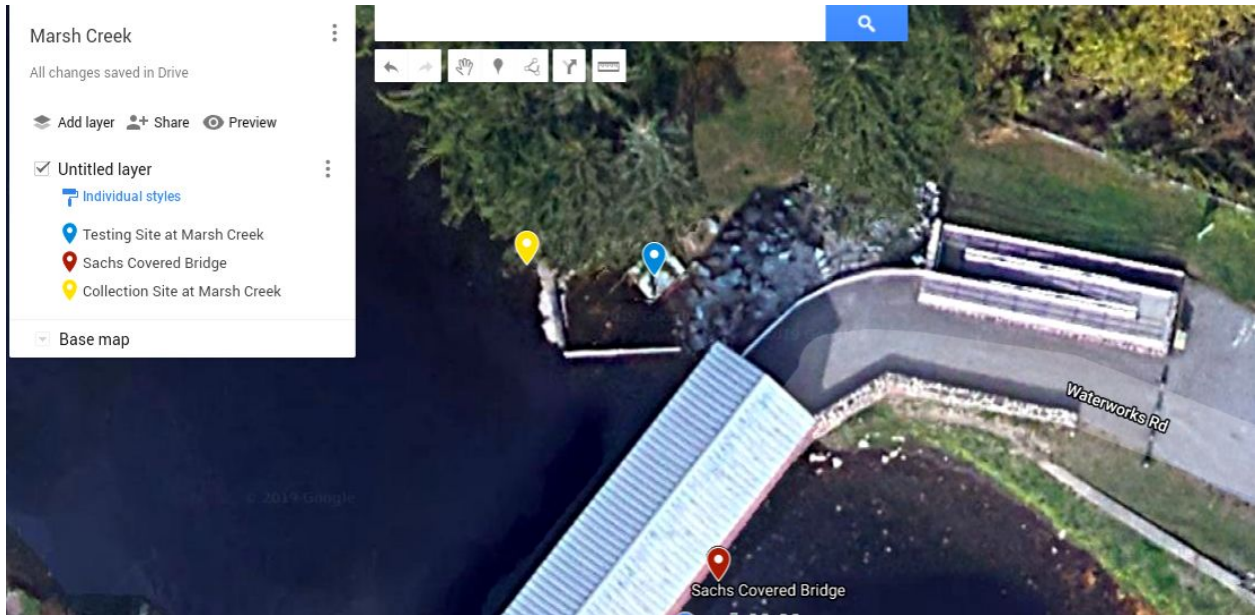 Marsh Creek
All changes saved in Drive
Add layer Share Preview
Untitled layer
Individual styles
Testing Site at Marsh Creek
Sachs Covered Bridge
Collection Site at Marsh Creek
Base map
Waterworks Rd
© 2019 Google
Sachs Covered Bridge